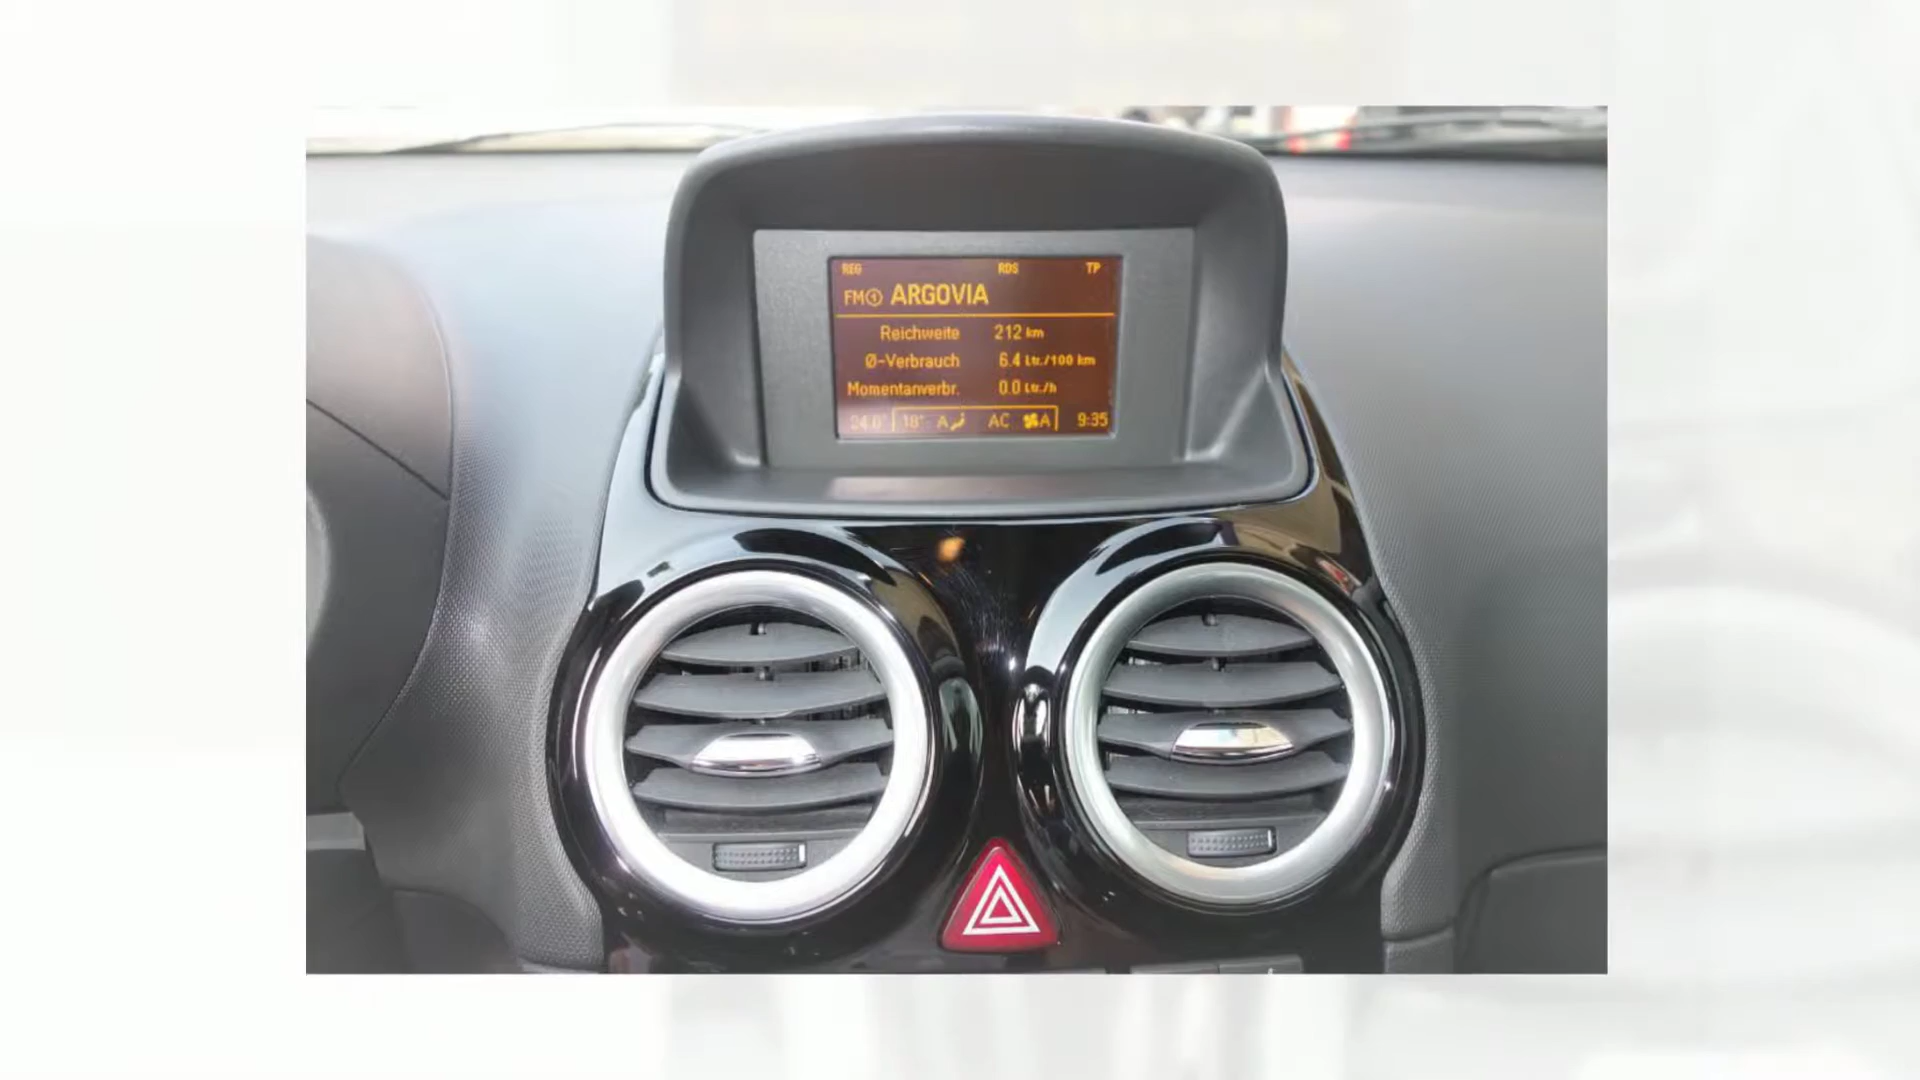 REG RDS TP
FM① ARGOVIA
Reichweite 212 km
Ø-Verbrauch 6.4 Ltr./100 km
Momentanverbr. 0.0 Ltr./h
24.0° 18° A AC A 9:35